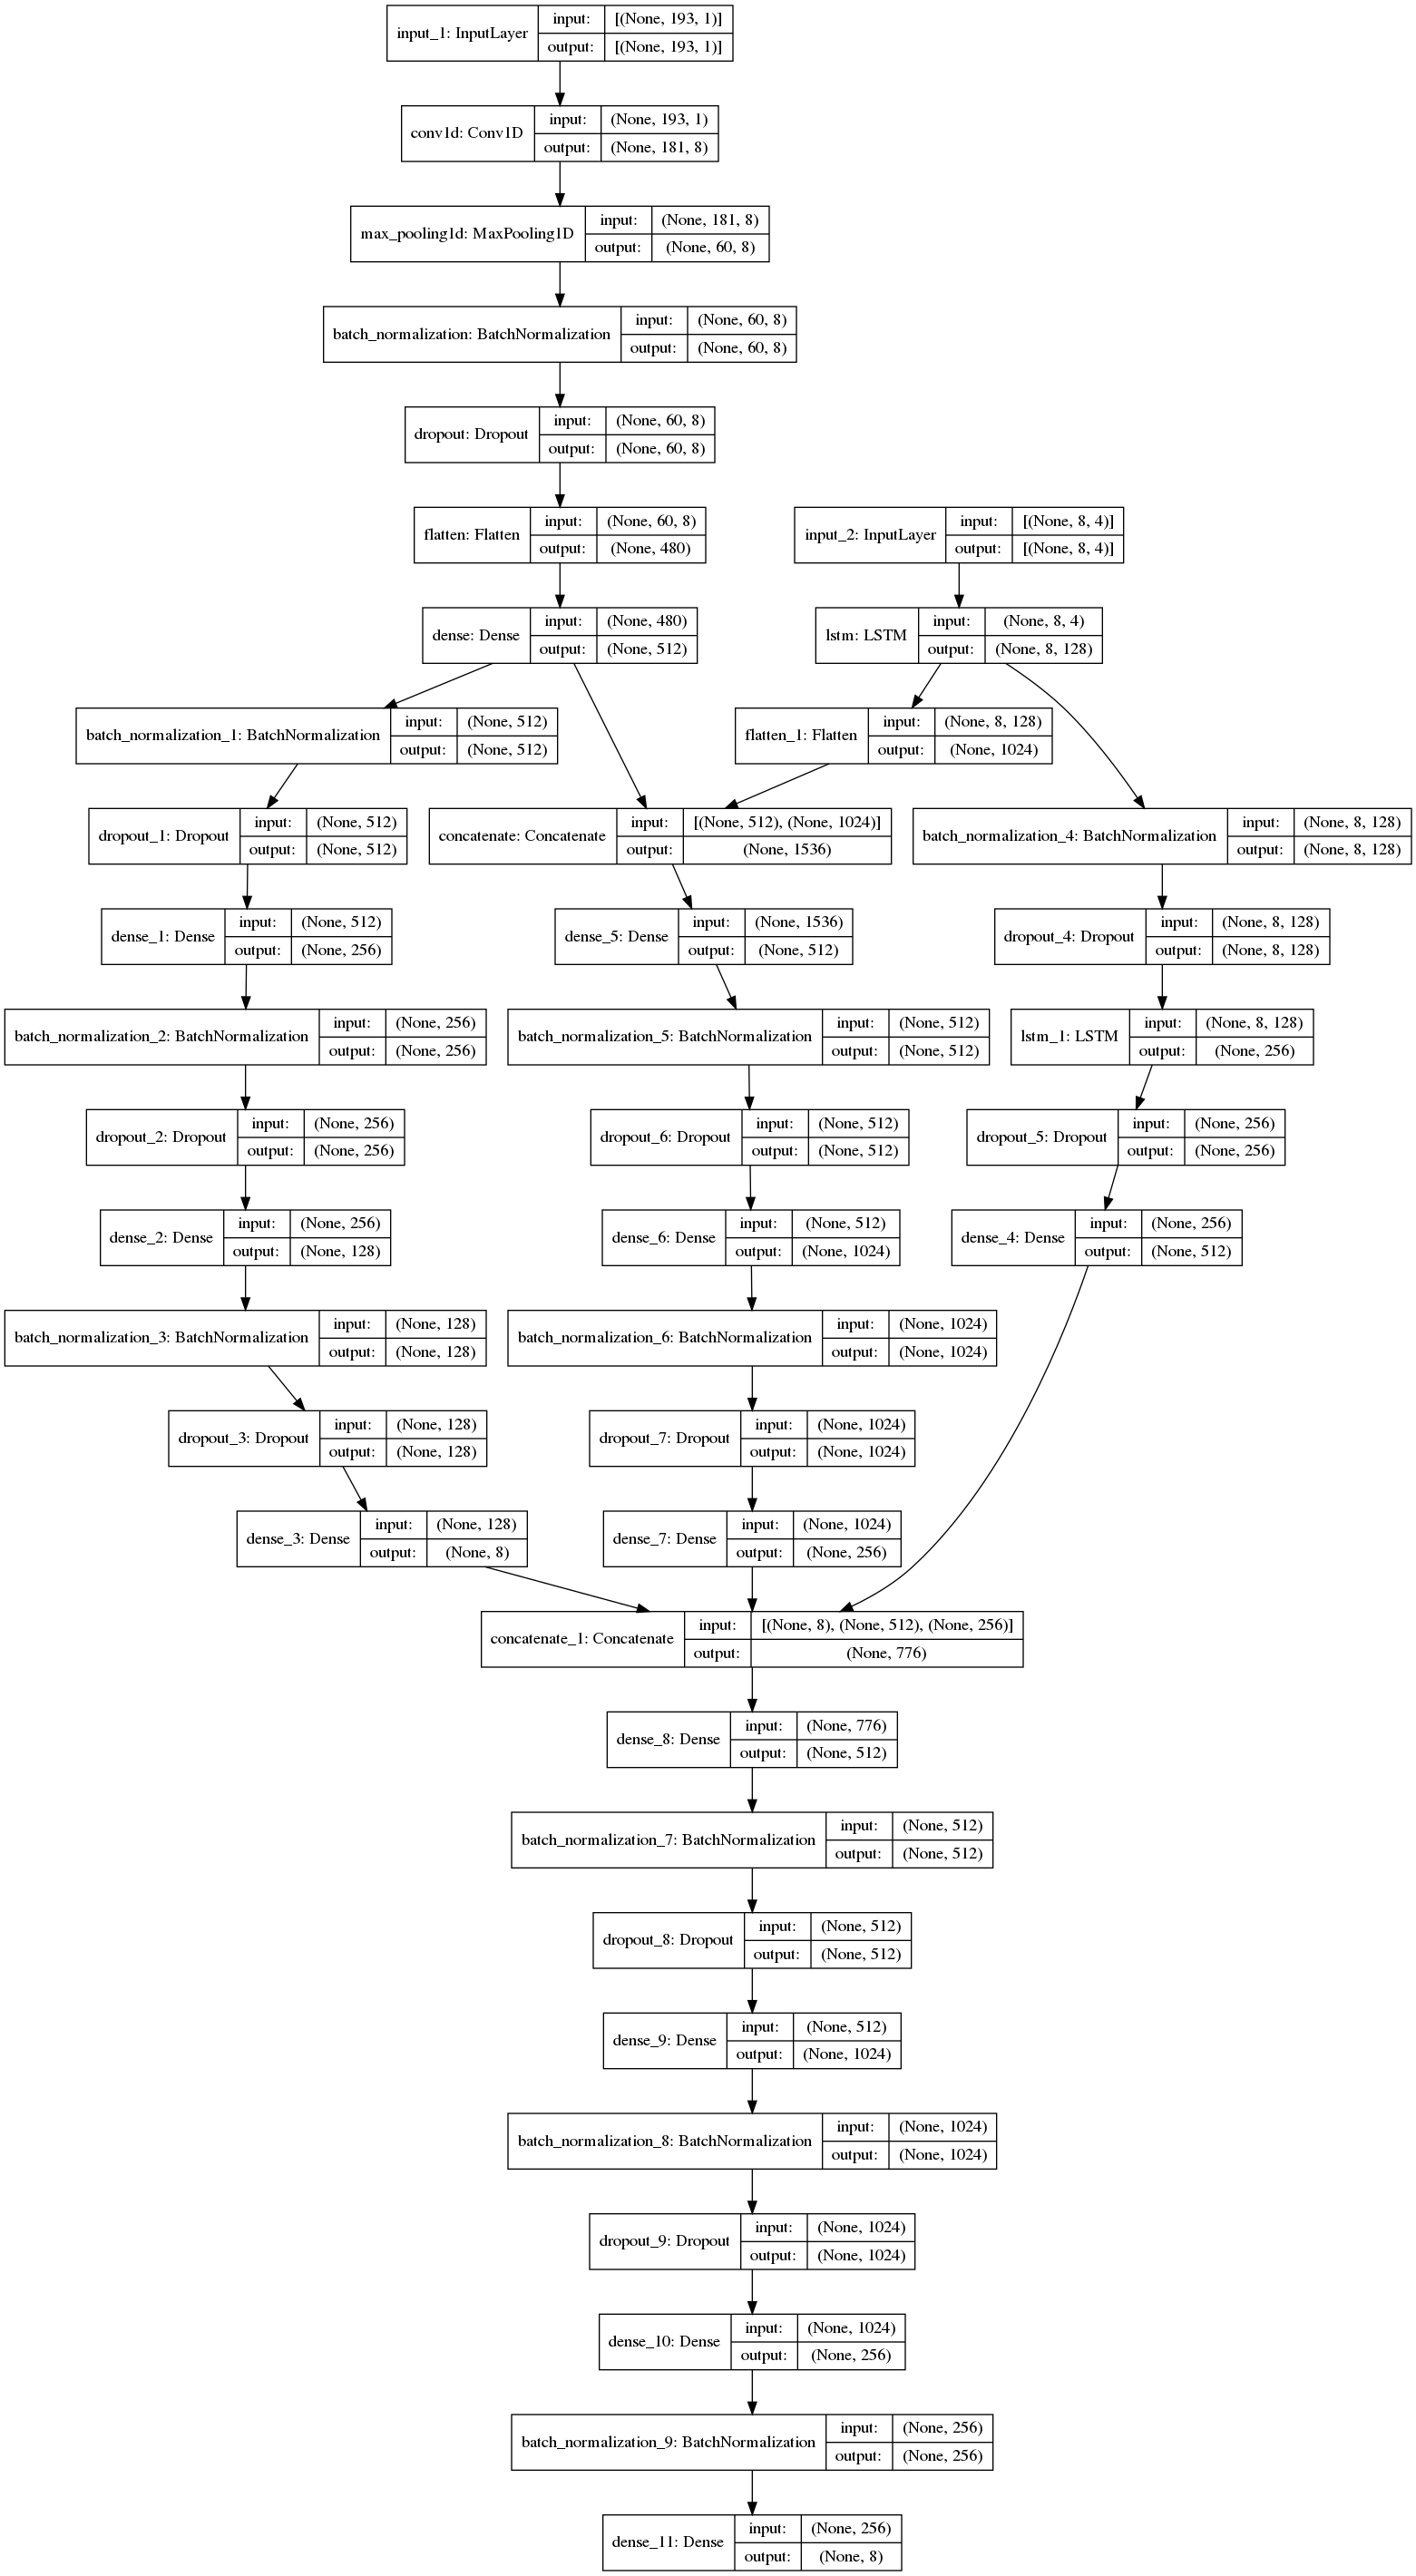 input_1: InputLayer
input: [(None, 193, 1)]
output: [(None, 193, 1)]
conv1d: Conv1D
input: (None, 193, 1)
output: (None, 181, 8)
max_pooling1d: MaxPooling1D
input: (None, 181, 8)
output: (None, 60, 8)
batch_normalization: BatchNormalization
input: (None, 60, 8)
output: (None, 60, 8)
dropout: Dropout
input: (None, 60, 8)
output: (None, 60, 8)
flatten: Flatten
input: (None, 60, 8)
output: (None, 480)
input_2: InputLayer
input: [(None, 8, 4)]
output: [(None, 8, 4)]
dense: Dense
input: (None, 480)
output: (None, 512)
lstm: LSTM
input: (None, 8, 4)
output: (None, 8, 128)
batch_normalization_1: BatchNormalization
input: (None, 512)
output: (None, 512)
flatten_1: Flatten
input: (None, 8, 128)
output: (None, 1024)
dropout_1: Dropout
input: (None, 512)
output: (None, 512)
concatenate: Concatenate
input: [(None, 512), (None, 1024)]
output: (None, 1536)
batch_normalization_4: BatchNormalization
input: (None, 8, 128)
output: (None, 8, 128)
dense_1: Dense
input: (None, 512)
output: (None, 256)
dense_5: Dense
input: (None, 1536)
output: (None, 512)
dropout_4: Dropout
input: (None, 8, 128)
output: (None, 8, 128)
batch_normalization_2: BatchNormalization
input: (None, 256)
output: (None, 256)
batch_normalization_5: BatchNormalization
input: (None, 512)
output: (None, 512)
lstm_1: LSTM
input: (None, 8, 128)
output: (None, 256)
dropout_2: Dropout
input: (None, 256)
output: (None, 256)
dropout_6: Dropout
input: (None, 512)
output: (None, 512)
dropout_5: Dropout
input: (None, 256)
output: (None, 256)
dense_2: Dense
input: (None, 256)
output: (None, 128)
dense_6: Dense
input: (None, 512)
output: (None, 1024)
dense_4: Dense
input: (None, 256)
output: (None, 512)
batch_normalization_3: BatchNormalization
input: (None, 128)
output: (None, 128)
batch_normalization_6: BatchNormalization
input: (None, 1024)
output: (None, 1024)
dropout_3: Dropout
input: (None, 128)
output: (None, 128)
dropout_7: Dropout
input: (None, 1024)
output: (None, 1024)
dense_3: Dense
input: (None, 128)
output: (None, 8)
dense_7: Dense
input: (None, 1024)
output: (None, 256)
concatenate_1: Concatenate
input: [(None, 8), (None, 512), (None, 256)]
output: (None, 776)
dense_8: Dense
input: (None, 776)
output: (None, 512)
batch_normalization_7: BatchNormalization
input: (None, 512)
output: (None, 512)
dropout_8: Dropout
input: (None, 512)
output: (None, 512)
dense_9: Dense
input: (None, 512)
output: (None, 1024)
batch_normalization_8: BatchNormalization
input: (None, 1024)
output: (None, 1024)
dropout_9: Dropout
input: (None, 1024)
output: (None, 1024)
dense_10: Dense
input: (None, 1024)
output: (None, 256)
batch_normalization_9: BatchNormalization
input: (None, 256)
output: (None, 256)
dense_11: Dense
input: (None, 256)
output: (None, 8)